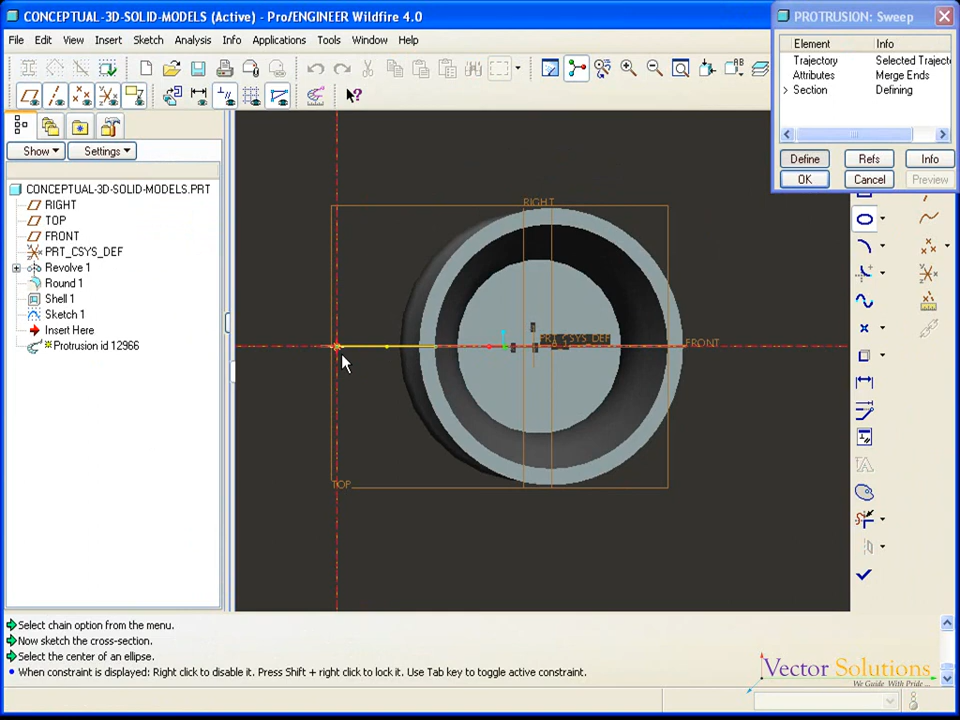 CONCEPTUAL-3D-SOLID-MODELS (Active) - Pro/ENGINEER Wildfire 4.0
File Edit View Insert Sketch Analysis Info Applications Tools Window Help
PROTRUSION: Sweep
Element Info
Trajectory Selected Traject
Attributes Merge Ends
Section Defining
Define Refs Info
OK Cancel Preview
Show Settings
CONCEPTUAL-3D-SOLID-MODELS.PRT
RIGHT
TOP
FRONT
PRT_CSYS_DEF
Revolve 1
Round 1
Shell 1
Sketch 1
Insert Here
Protrusion id 12966
RIGHT
FRONT
TOP
Select chain option from the menu.
Now sketch the cross-section.
Select the center of an ellipse.
When constraint is displayed: Right click to disable it. Press Shift + right click to lock it. Use Tab key to toggle active constraint.
Vector Solutions
We Guide With Pride ...